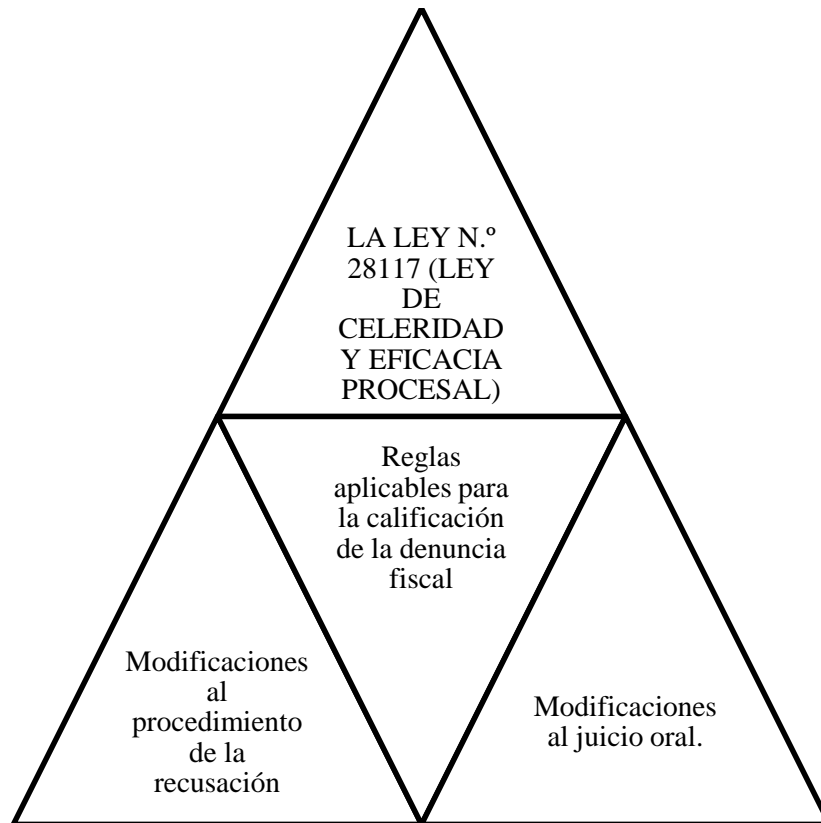 LA LEY N.º
28117 (LEY
DE
CELERIDAD
Y EFICACIA
PROCESAL)
Reglas
aplicables para
la calificación
de la denuncia
fiscal
Modificaciones
al
procedimiento
de la
recusación
Modificaciones
al juicio oral.